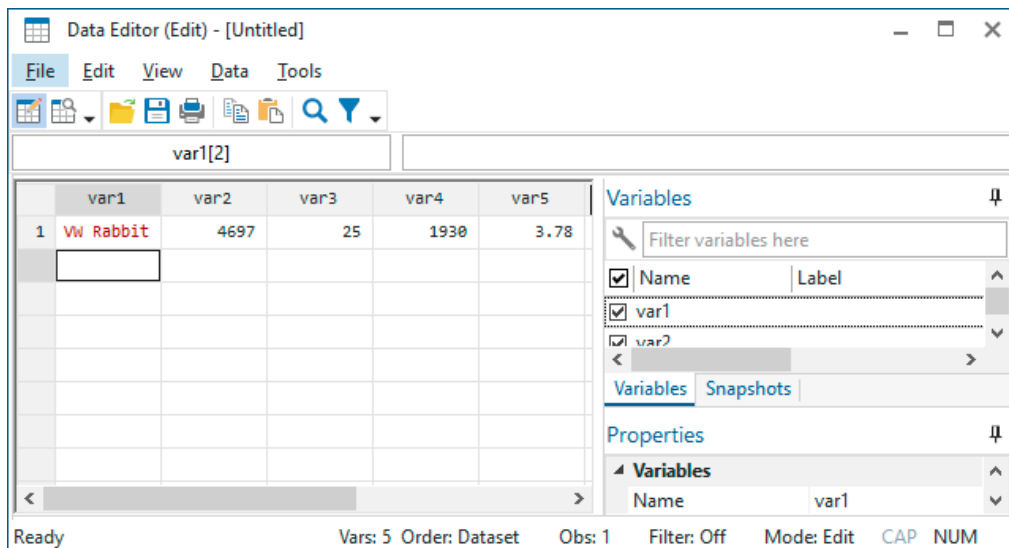 Data Editor (Edit) - [Untitled]
File Edit View Data Tools
var1[2]
var1 var2 var3 var4 var5
1 VW Rabbit 4697 25 1930 3.78
Variables
Filter variables here
Name Label
var1
var2
Variables Snapshots
Properties
Variables
Name var1
Ready Vars: 5 Order: Dataset Obs: 1 Filter: Off Mode: Edit CAP NUM